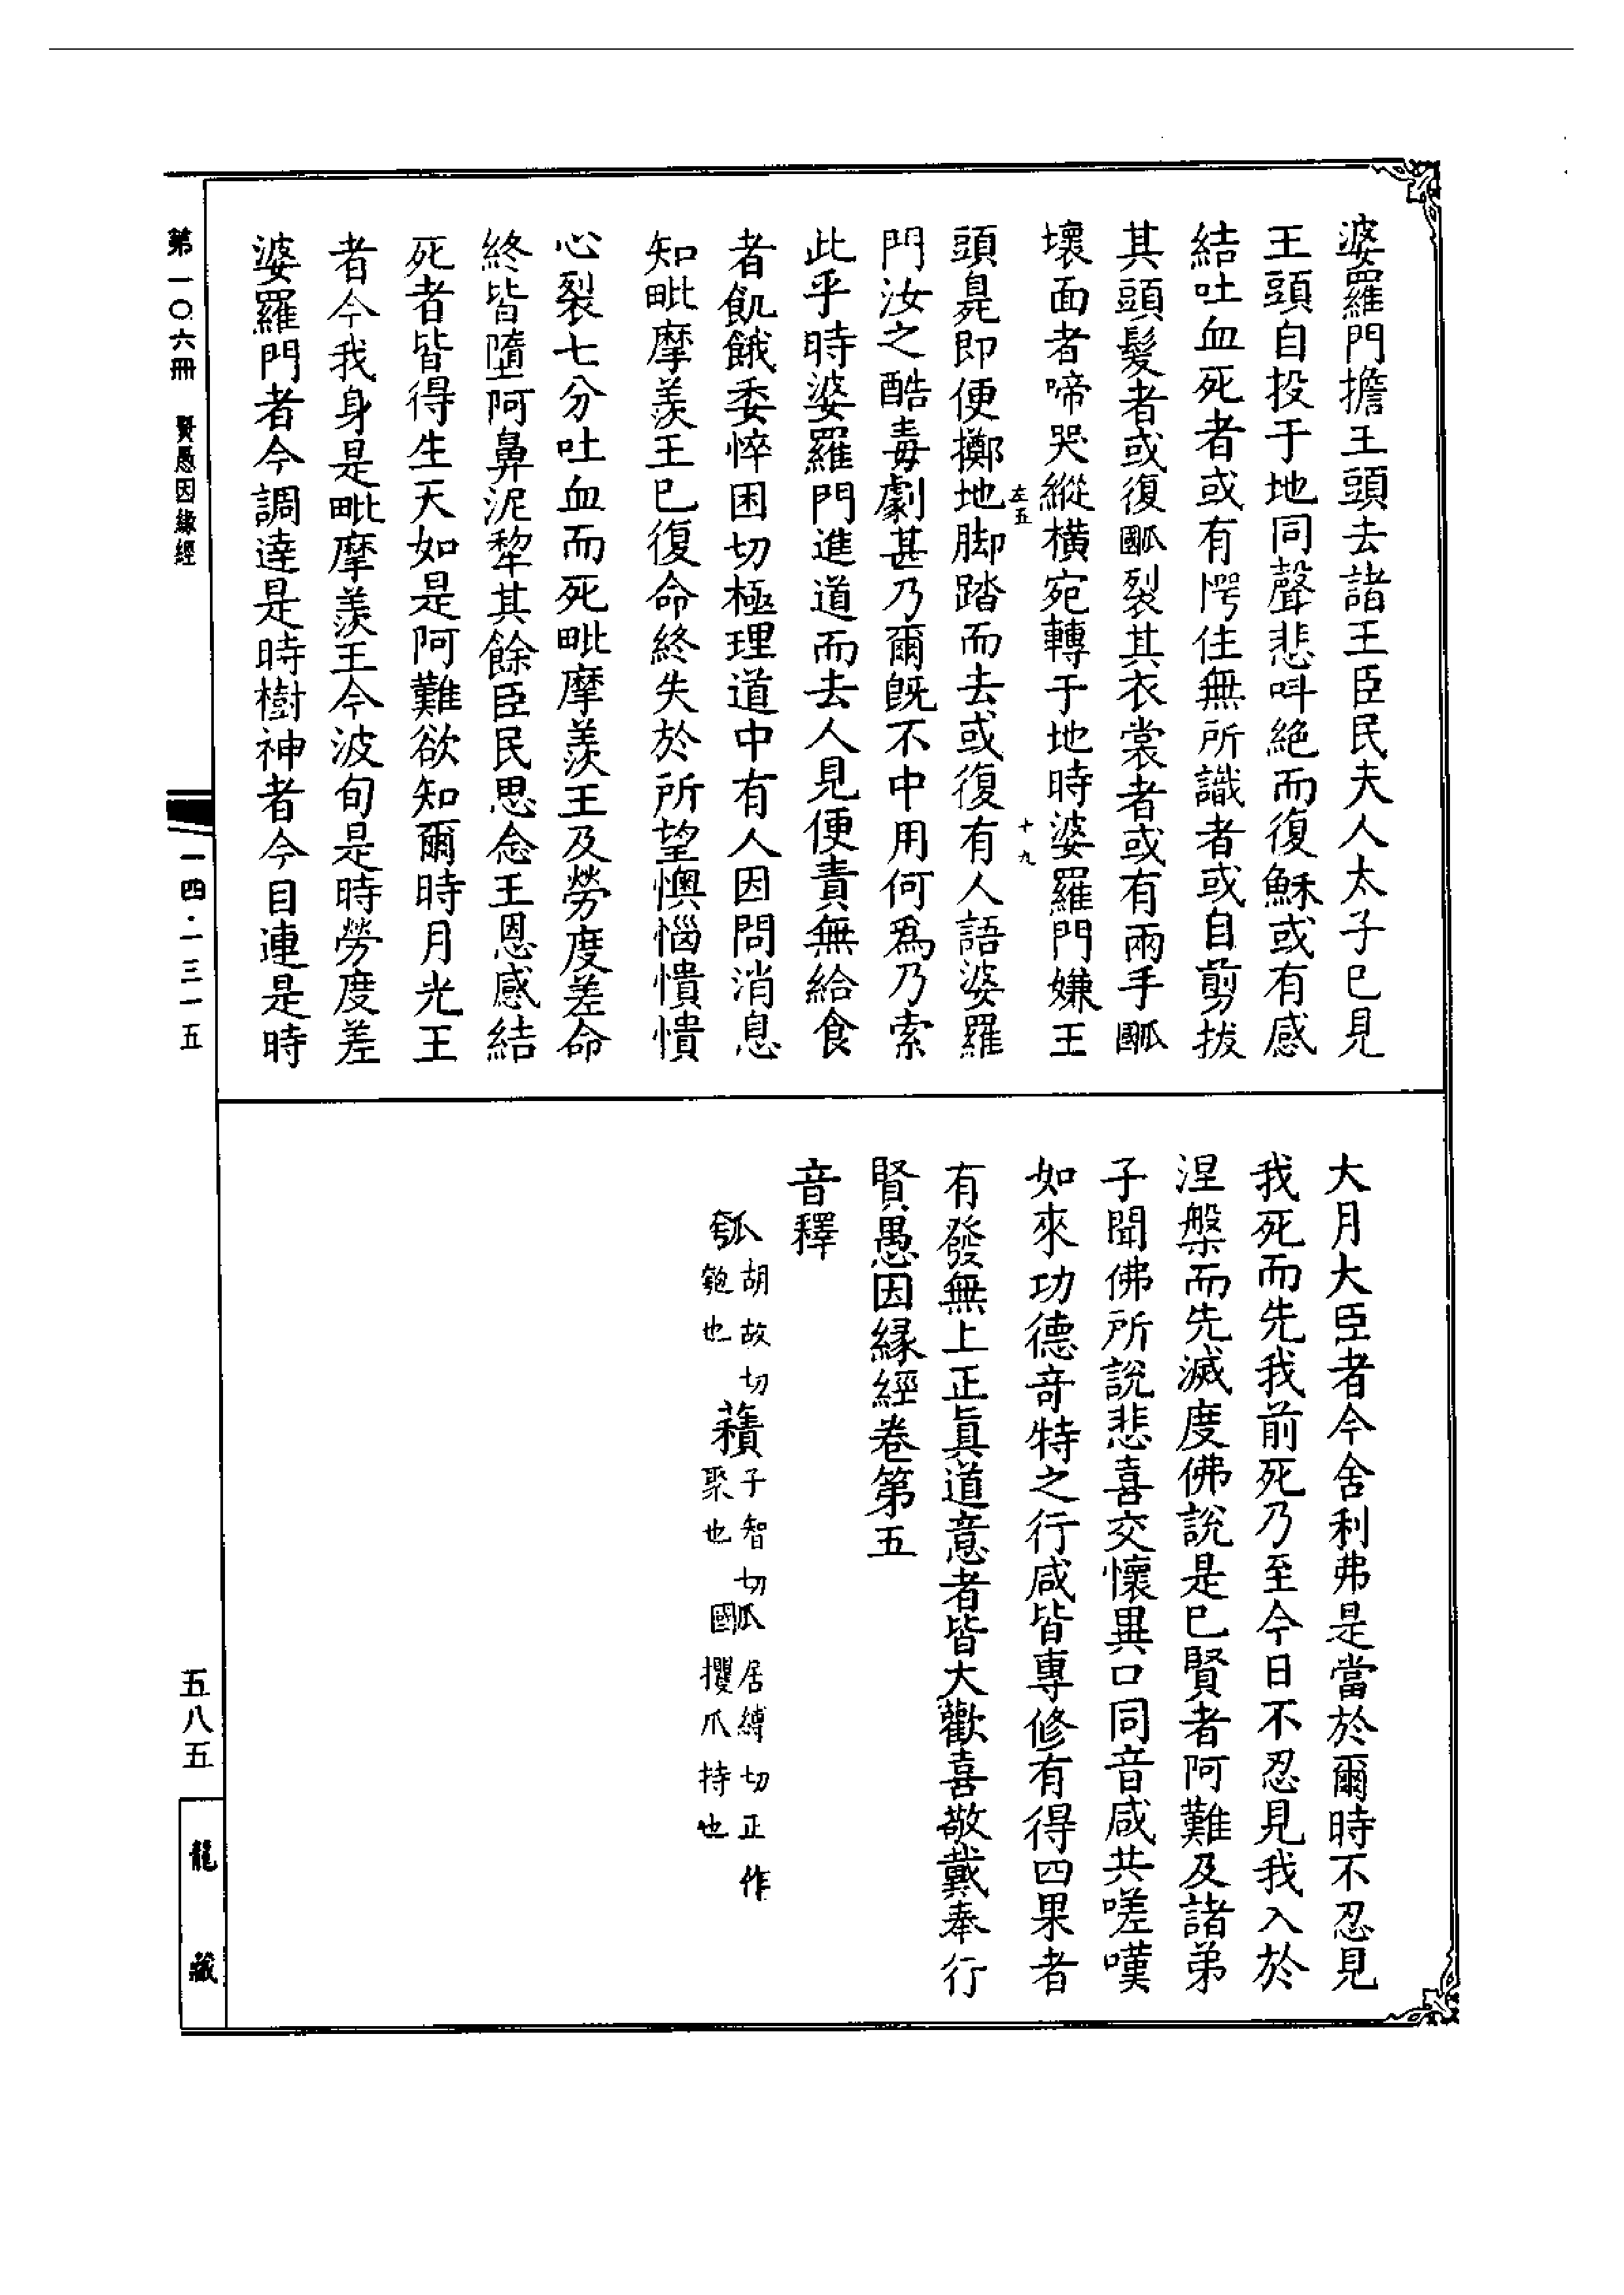 婆羅門擔王頭去諸王臣民夫人太子已見
王頭自投于地同聲悲呌絶而復穌或有感
結吐血死者或有愕住無所識者或自剪拔
其頭髮者或復㕟裂其衣裳者或有兩手㕟
壞面者啼哭縱橫宛轉于地時婆羅門嫌王
左五
十九
頭臭即便擲地脚踏而去或復有人語婆羅
門汝之酷毒劇甚乃爾旣不中用何爲乃索
此乎時婆羅門進道而去人見便責無給食
者飢餓委悴困切極理道中有人因問消息
知毗摩羨王已復命終失於所望懊惱憒憒
心裂七分吐血而死毗摩羨王及勞度差命
終皆墮阿鼻泥犂其餘臣民思念王恩感結
死者皆得生天如是阿難欲知爾時月光王
者今我身是毗摩羨王今波旬是時勞度差
婆羅門者今調達是時樹神者今目連是時
大月大臣者今舍利弗是當於爾時不忍見
我死而先我前死乃至今日不忍見我入於
涅槃而先滅度佛說是已賢者阿難及諸弟
子聞佛所說悲喜交懷異口同音咸共嗟嘆
如來功德竒特之行咸皆專修有得四果者
有發無上正眞道意者皆大歡喜敬戴奉行
賢愚因縁經卷第五
音釋
瓠 胡故切匏也 䕩 子智切聚也 居縛切正作攫爪持也
第一〇六冊 賢愚因緣經
一四·一三一五
五八五
龍藏